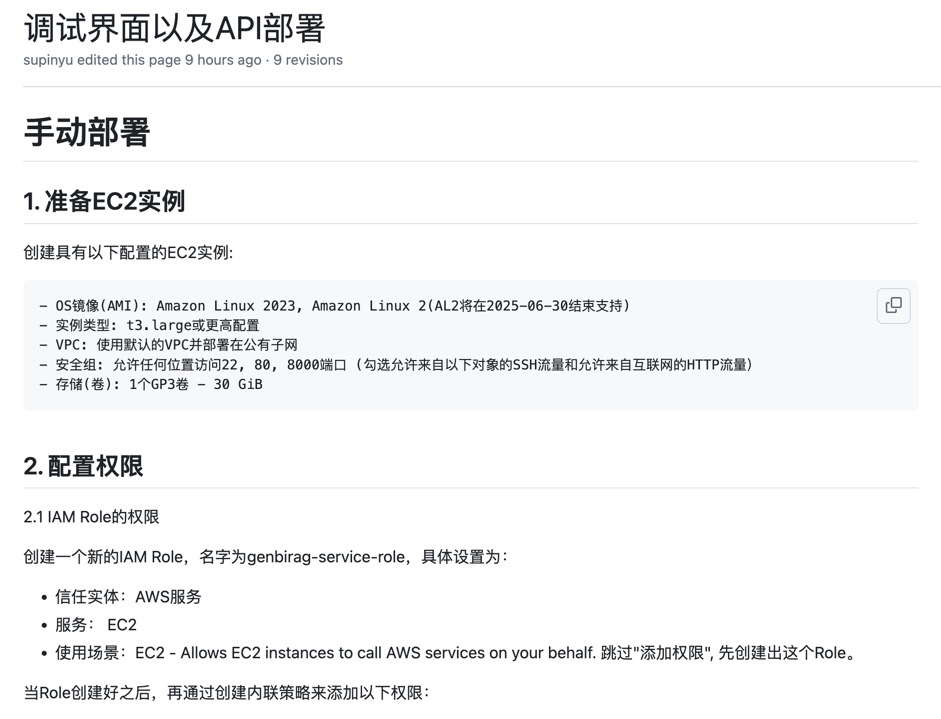 调试界面以及API部署
supinyu edited this page 9 hours ago · 9 revisions
手动部署
1. 准备EC2实例
创建具有以下配置的EC2实例:
- OS镜像(AMI): Amazon Linux 2023, Amazon Linux 2(AL2将在2025-06-30结束支持)
- 实例类型: t3.large或更高配置
- VPC: 使用默认的VPC并部署在公有子网
- 安全组: 允许任何位置访问22, 80, 8000端口 (勾选允许来自以下对象的SSH流量和允许来自互联网的HTTP流量)
- 存储(卷): 1个GP3卷 - 30 GiB
2. 配置权限
2.1 IAM Role的权限
创建一个新的IAM Role，名字为genbirag-service-role，具体设置为：
• 信任实体：AWS服务
• 服务： EC2
• 使用场景：EC2 - Allows EC2 instances to call AWS services on your behalf. 跳过"添加权限", 先创建出这个Role。
当Role创建好之后，再通过创建内联策略来添加以下权限：